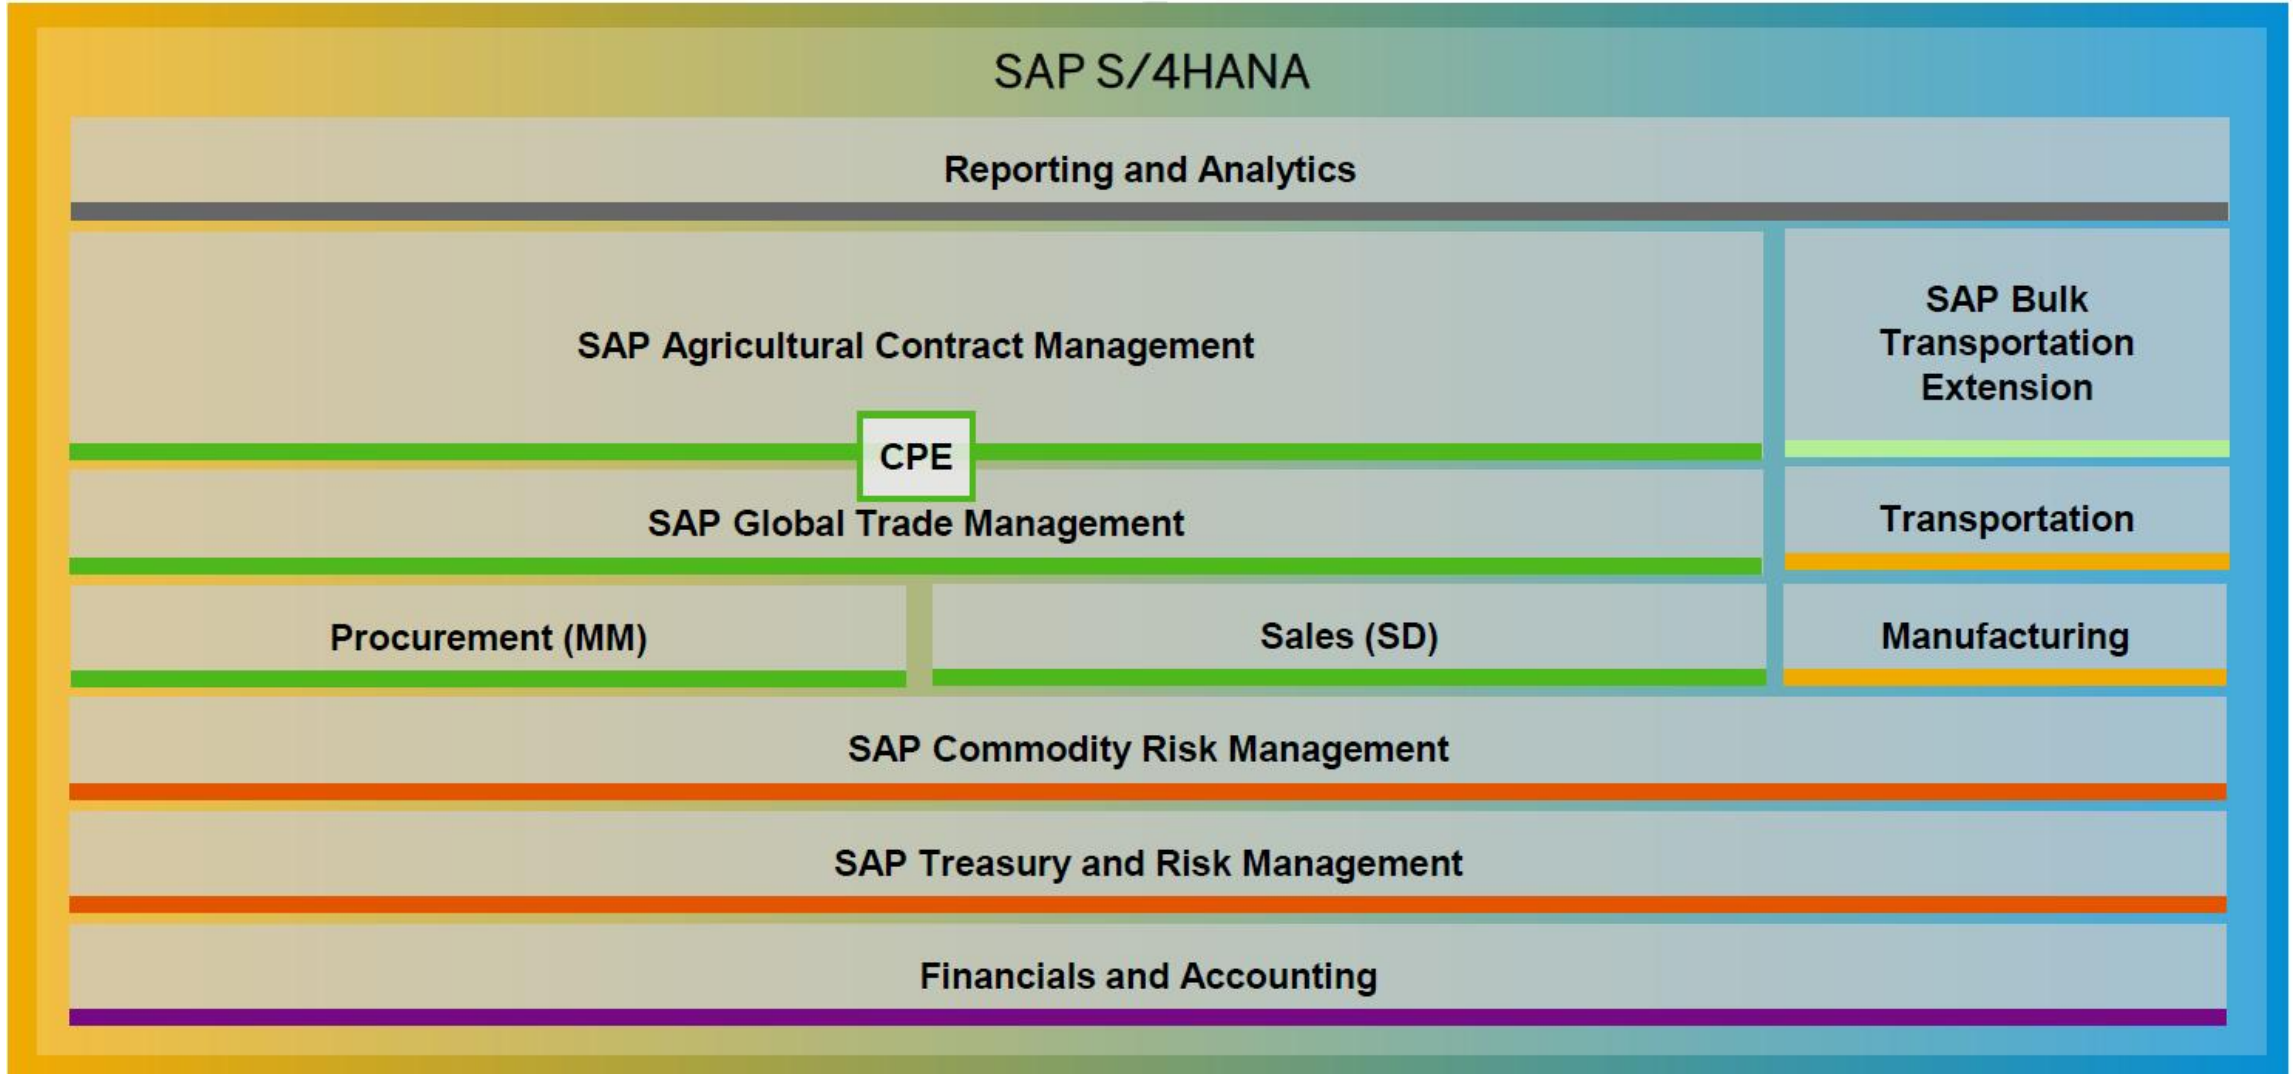 SAP S/4HANA
Reporting and Analytics
SAP Agricultural Contract Management
SAP Bulk
Transportation
Extension
CPE
SAP Global Trade Management
Transportation
Procurement (MM)
Sales (SD)
Manufacturing
SAP Commodity Risk Management
SAP Treasury and Risk Management
Financials and Accounting